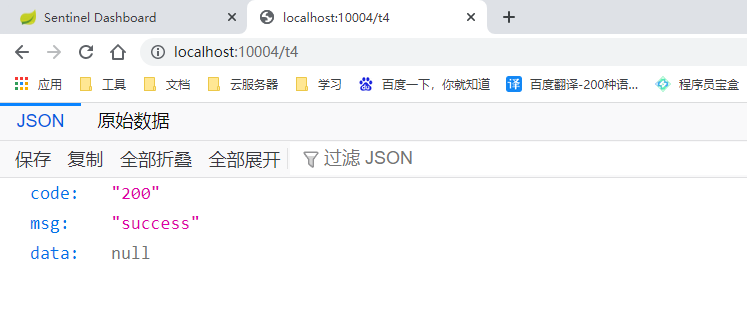 Sentinel Dashboard localhost:10004/t4
localhost:10004/t4
应用 工具 文档 云服务器 学习 百度一下，你就知道 译 百度翻译-200种语... 程序员宝盒
JSON 原始数据
保存 复制 全部折叠 全部展开 过滤 JSON
code: "200"
msg: "success"
data: null